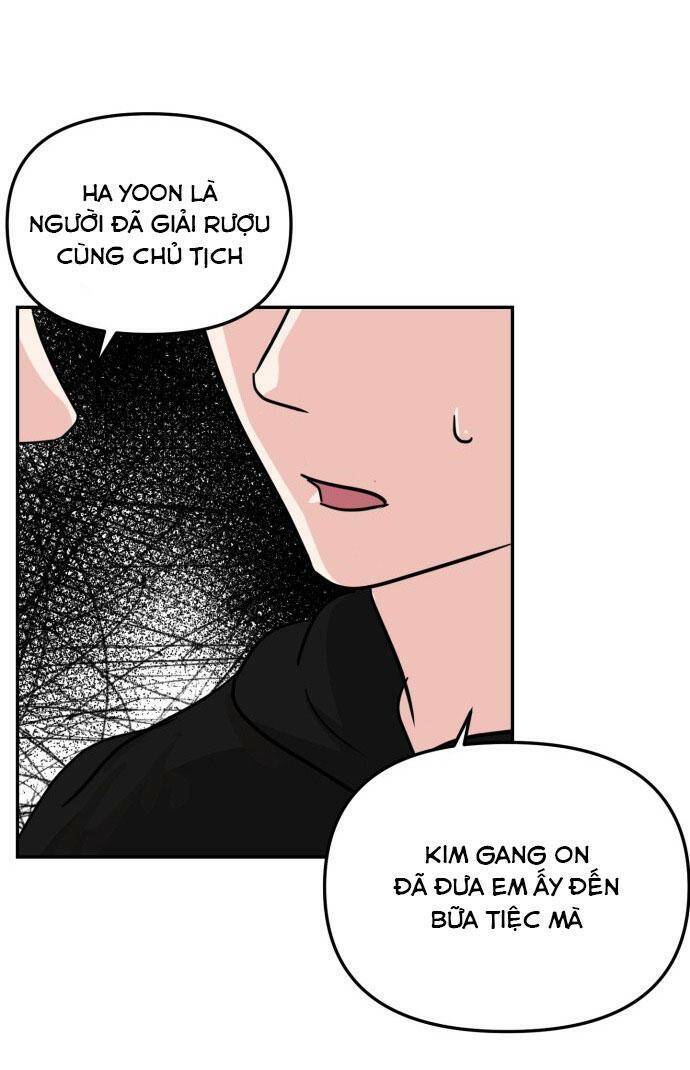 HA YOON LÀ
NGƯỜI ĐÃ GIẢI RƯỢU
CÙNG CHỦ TỊCH
KIM GANG ON
ĐÃ ĐƯA EM ẤY ĐẾN
BỮA TIỆC MÀ